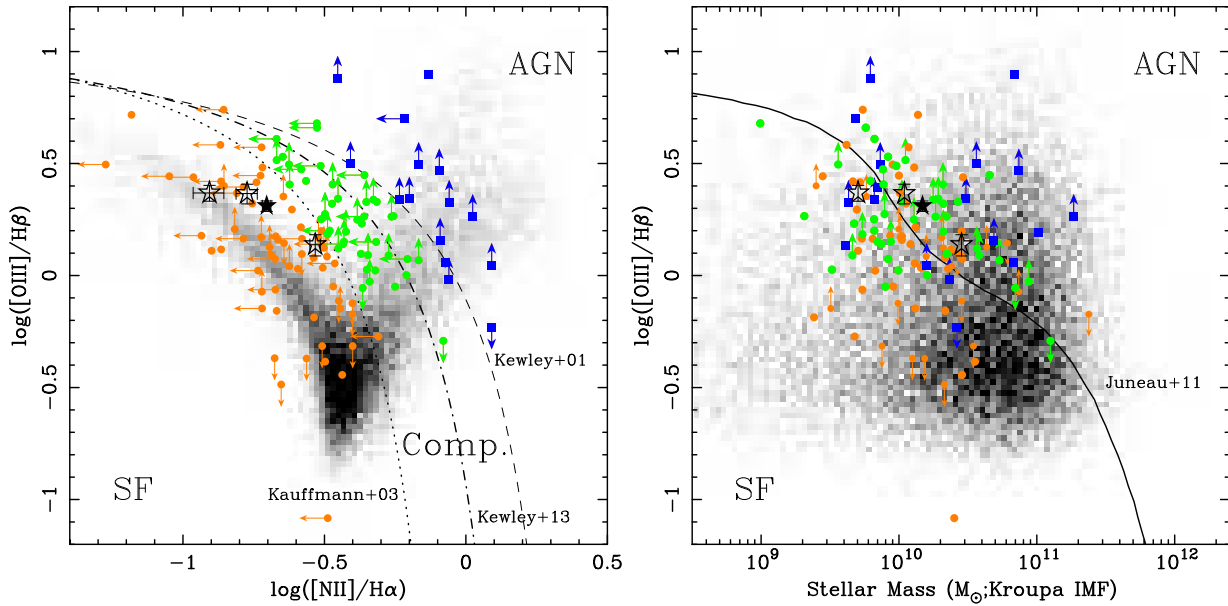 AGN
AGN
1
0.5
0
−0.5
−1
log([OIII]/Hβ)
Kewley+01
Comp.
SF
Kauffmann+03
Kewley+13
−1
−0.5
0
0.5
log([NII]/Hα)
1
0.5
0
−0.5
−1
log([OIII]/Hβ)
Juneau+11
SF
10⁹
10¹⁰
10¹¹
10¹²
Stellar Mass (M☉;Kroupa IMF)